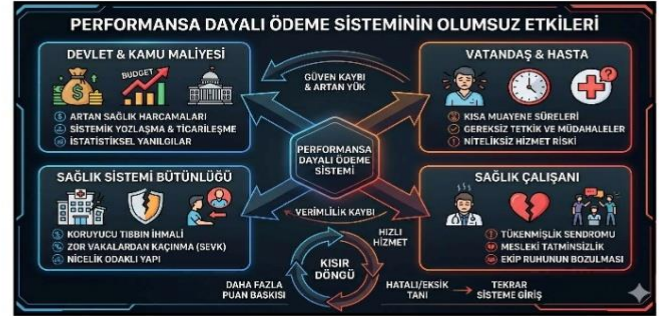 PERFORMANSA DAYALI ÖDEME SİSTEMİNİN OLUMSUZ ETKİLERİ
DEVLET & KAMU MALİYESİ
BUDGET
$
ARTAN SAĞLIK HARCAMALARI
SİSTEMİK YOZLAŞMA & TİCARİLEŞME
İSTATİSTİKSEL YANILGILAR
GÜVEN KAYBI
& ARTAN YÜK
VATANDAŞ & HASTA
?
KISA MUAYENE SÜRELERİ
GEREKSİZ TETKİK VE MÜDAHALELER
NİTELİKSİZ HİZMET RİSKİ
PERFORMANSA
DAYALI ÖDEME
SİSTEMİ
SAĞLIK SİSTEMİ BÜTÜNLÜĞÜ
KORUYUCU TIBBIN İHMALİ
ZOR VAKALARDAN KAÇINMA (SEVK)
NİCELİK ODAKLI YAPI
VERİMLİLİK KAYBI
SAĞLIK ÇALIŞANI
TÜKENMİŞLİK SENDROMU
MESLEKİ TATMİNSİZLİK
EKİP RUHUNUN BOZULMASI
HIZLI
HİZMET
KISIR
DÖNGÜ
DAHA FAZLA
PUAN BASKISI
HATALI/EKSİK
TANI
TEKRAR
SİSTEME GİRİŞ